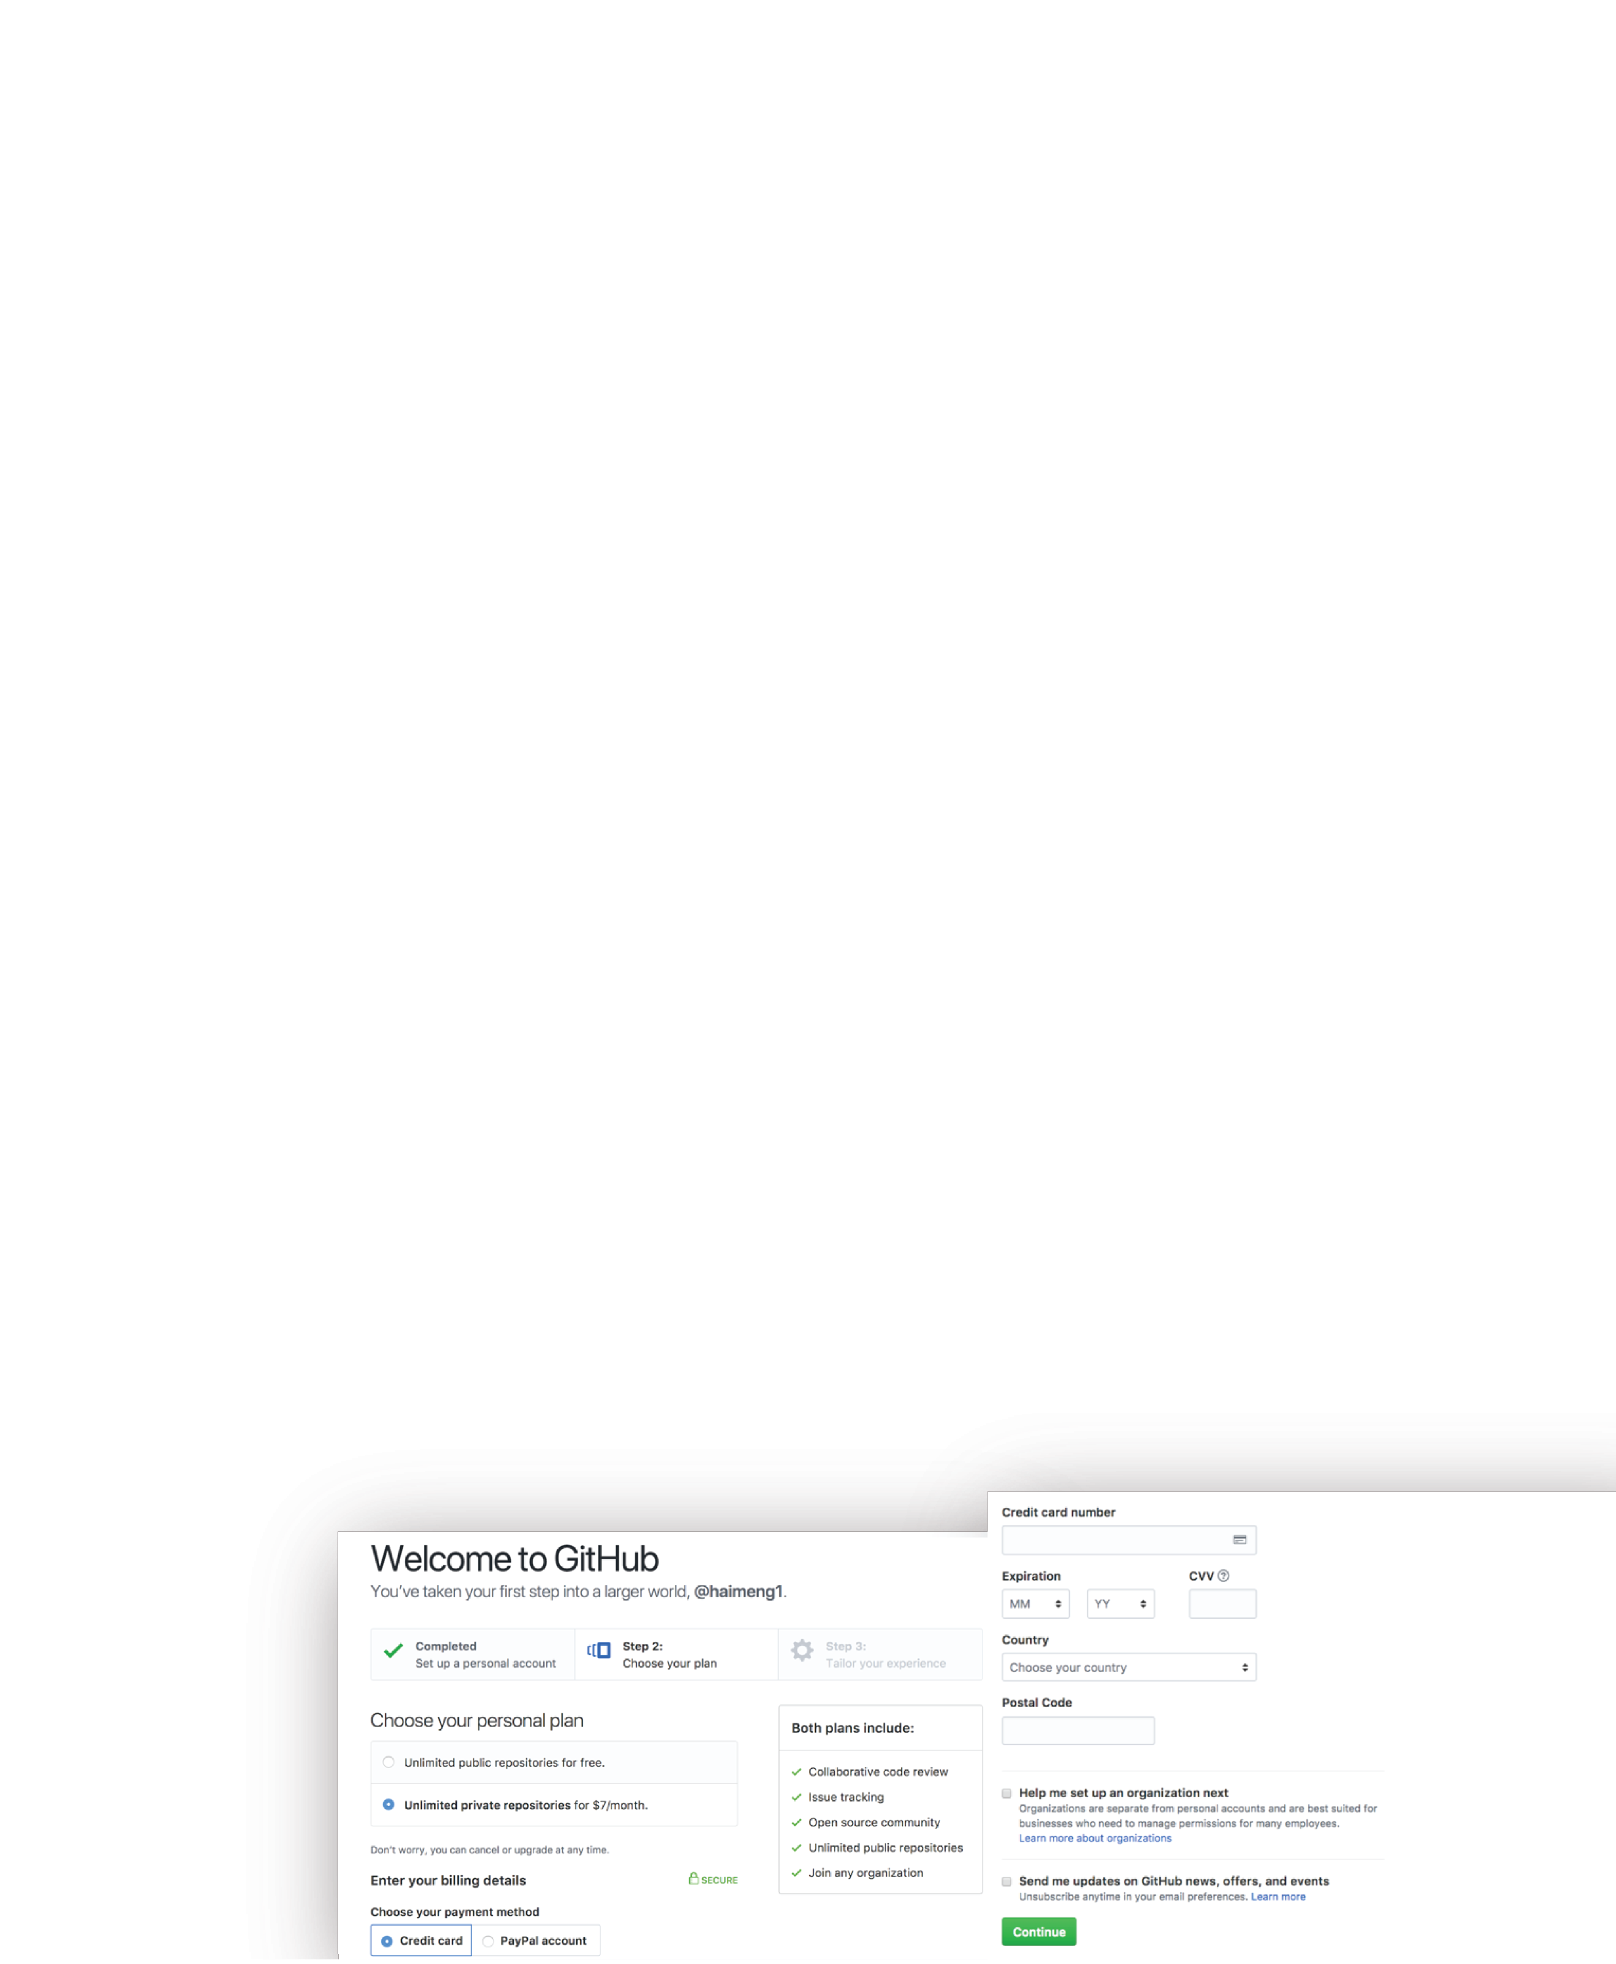 Welcome to GitHub
You've taken your first step into a larger world, @haimeng1.
Completed
Set up a personal account
Step 2:
Choose your plan
Step 3:
Tailor your experience
Choose your personal plan
Unlimited public repositories for free.
Unlimited private repositories for $7/month.
Don't worry, you can cancel or upgrade at any time.
Enter your billing details
SECURE
Choose your payment method
Credit card
PayPal account
Both plans include:
Collaborative code review
Issue tracking
Open source community
Unlimited public repositories
Join any organization
Credit card number
Expiration
CVV
MM
YY
Country
Choose your country
Postal Code
Help me set up an organization next
Organizations are separate from personal accounts and are best suited for
businesses who need to manage permissions for many employees.
Learn more about organizations
Send me updates on GitHub news, offers, and events
Unsubscribe anytime in your email preferences. Learn more
Continue